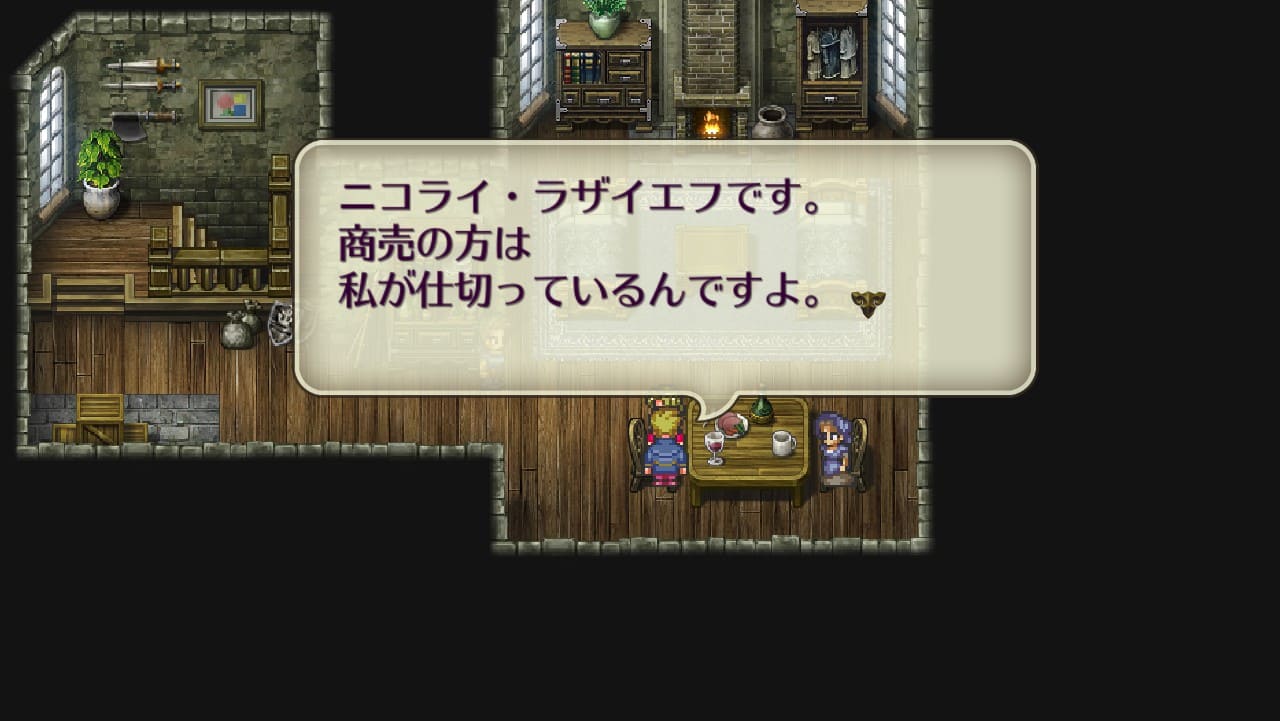 ニコライ・ラザイエフです。
商売の方は
私が仕切っているんですよ。